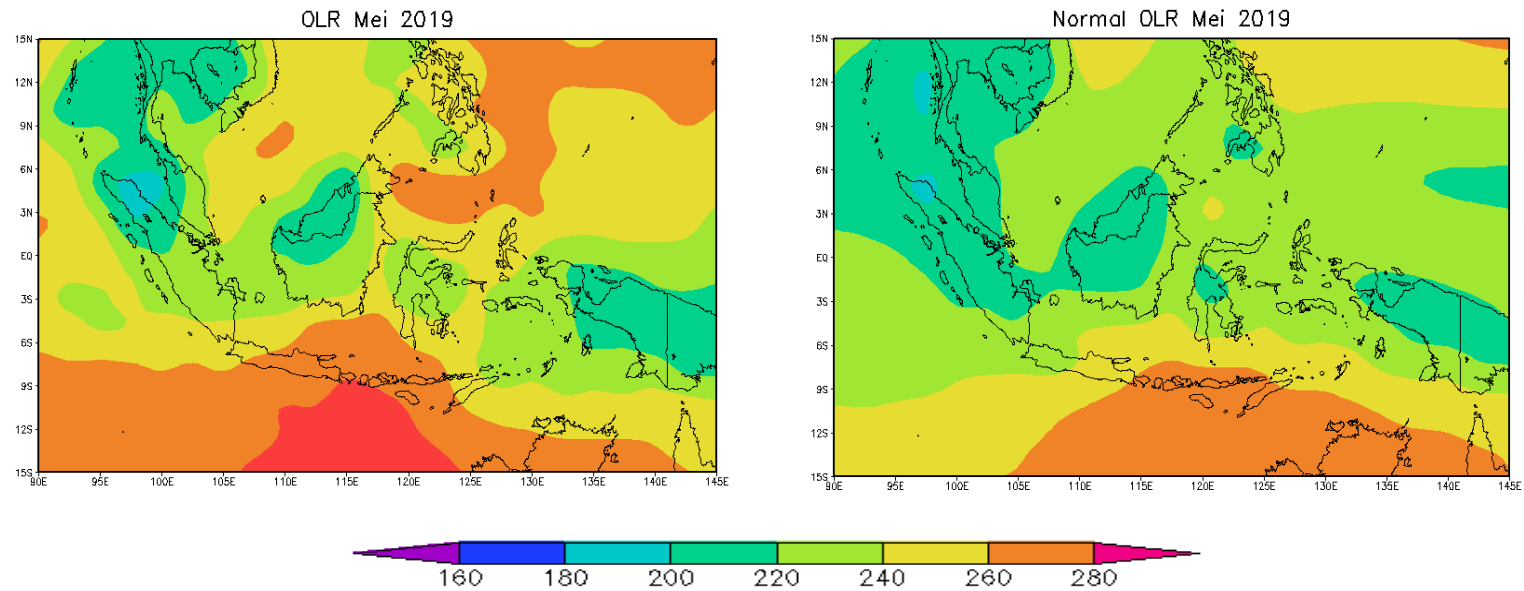 OLR Mei 2019
15N
12N
9N
6N
3N
EQ
3S
6S
9S
12S
15S
90E 95E 100E 105E 110E 115E 120E 125E 130E 135E 140E 145E
Normal OLR Mei 2019
15N
12N
9N
6N
3N
EQ
3S
6S
9S
12S
15S
90E 95E 100E 105E 110E 115E 120E 125E 130E 135E 140E 145E
160 180 200 220 240 260 280